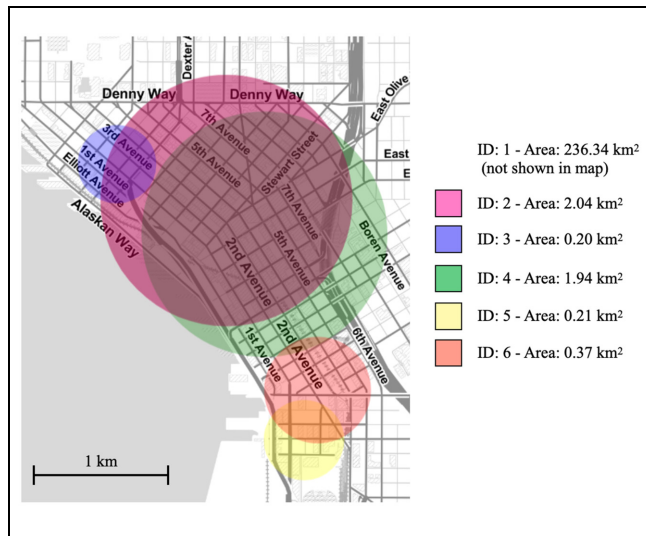 Dexter A
Denny Way
Denny Way
East Olive
3rd Avenue
7th Avenue
1st Avenue
5th Avenue
Stewart Street
East
E
Elliott Avenue
7th Avenue
Alaskan Way
Boren Avenue
2nd Avenue
5th Avenue
1st Avenue
2nd Avenue
6th Avenue
1 km
ID: 1 - Area: 236.34 km²
(not shown in map)
ID: 2 - Area: 2.04 km²
ID: 3 - Area: 0.20 km²
ID: 4 - Area: 1.94 km²
ID: 5 - Area: 0.21 km²
ID: 6 - Area: 0.37 km²